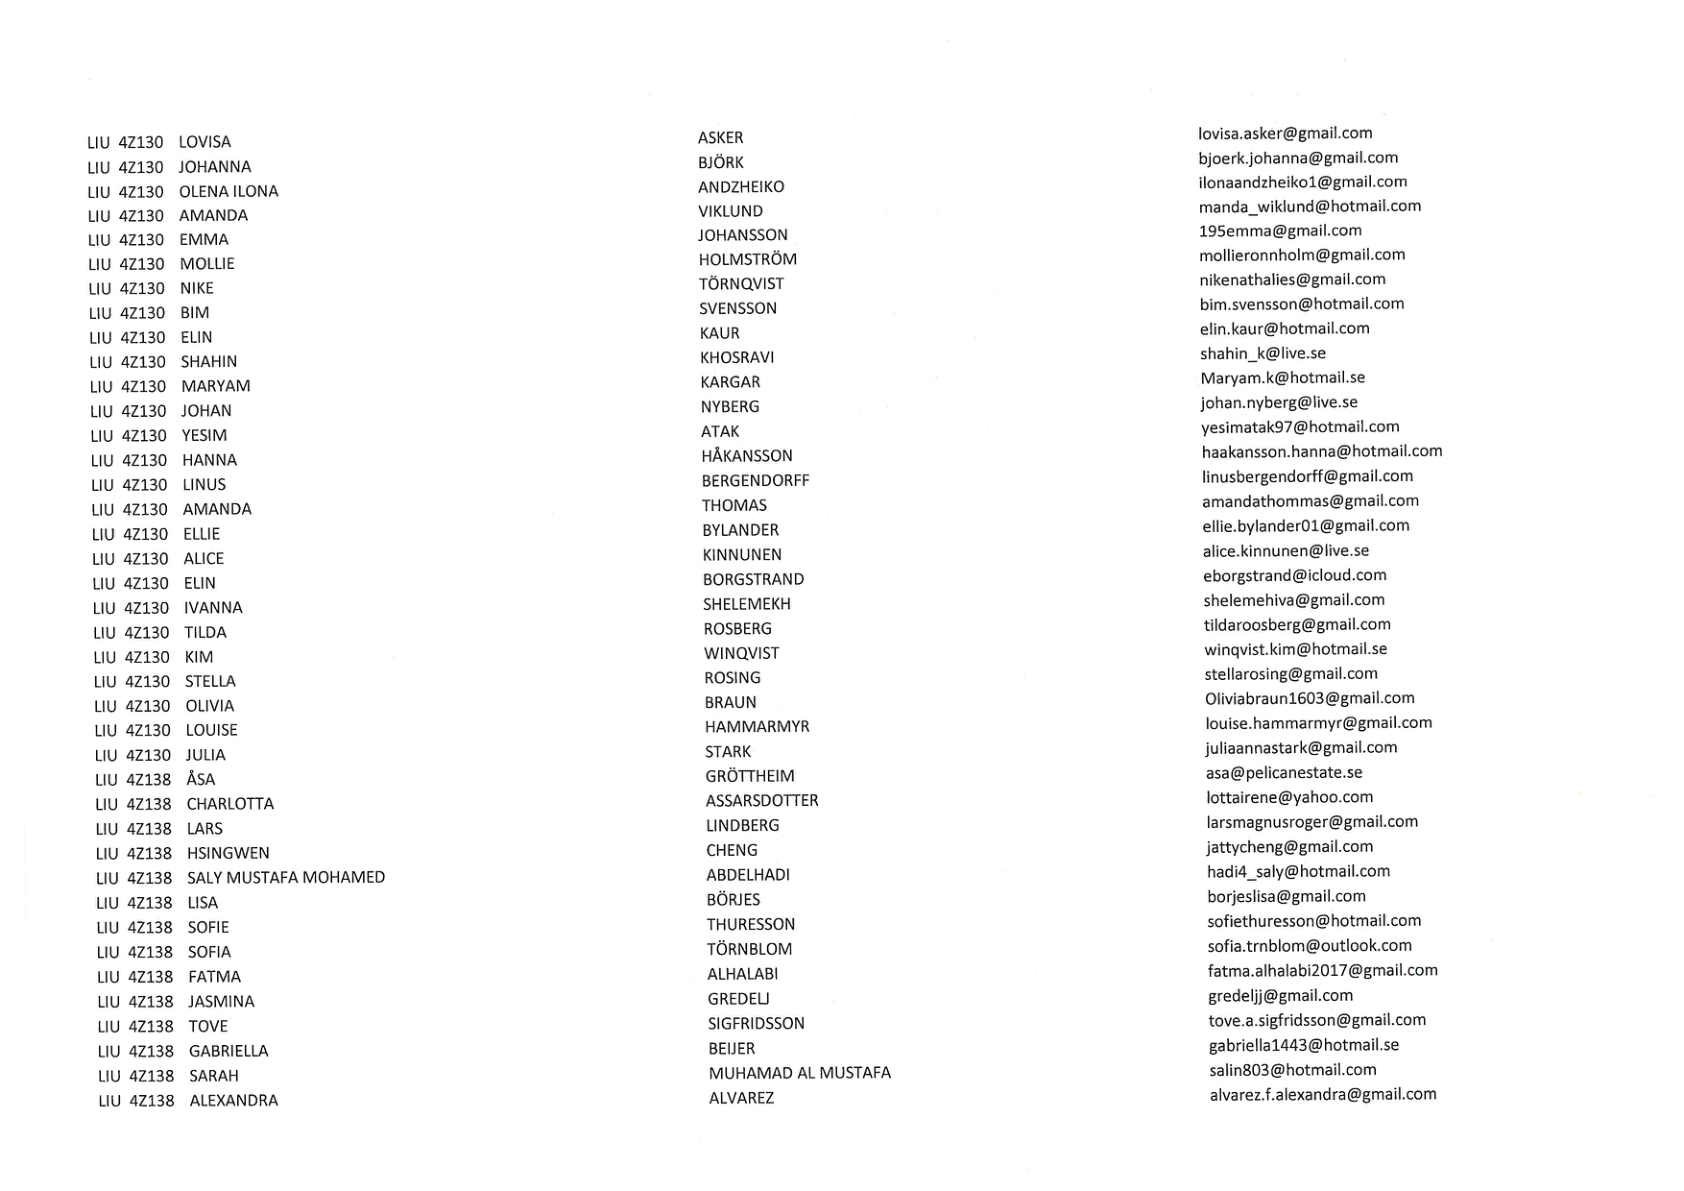 LIU 4Z130 LOVISA ASKER lovisa.asker@gmail.com
LIU 4Z130 JOHANNA BJÖRK bjoerk.johanna@gmail.com
LIU 4Z130 OLENA ILONA ANDZHEIKO ilonaandzheiko1@gmail.com
LIU 4Z130 AMANDA VIKLUND manda_wiklund@hotmail.com
LIU 4Z130 EMMA JOHANSSON 195emma@gmail.com
LIU 4Z130 MOLLIE HOLMSTRÖM mollieronnholm@gmail.com
LIU 4Z130 NIKE TÖRNQVIST nikenathalies@gmail.com
LIU 4Z130 BIM SVENSSON bim.svensson@hotmail.com
LIU 4Z130 ELIN KAUR elin.kaur@hotmail.com
LIU 4Z130 SHAHIN KHOSRAVI shahin_k@live.se
LIU 4Z130 MARYAM KARGAR Maryam.k@hotmail.se
LIU 4Z130 JOHAN NYBERG johan.nyberg@live.se
LIU 4Z130 YESIM ATAK yesimatak97@hotmail.com
LIU 4Z130 HANNA HÅKANSSON haakansson.hanna@hotmail.com
LIU 4Z130 LINUS BERGENDORFF linusbergendorff@gmail.com
LIU 4Z130 AMANDA THOMAS amandathommas@gmail.com
LIU 4Z130 ELLIE BYLANDER ellie.bylander01@gmail.com
LIU 4Z130 ALICE KINNUNEN alice.kinnunen@live.se
LIU 4Z130 ELIN BORGSTRAND eborgstrand@icloud.com
LIU 4Z130 IVANNA SHELEMEKH shelemehiva@gmail.com
LIU 4Z130 TILDA ROSBERG tildaroosberg@gmail.com
LIU 4Z130 KIM WINQVIST winqvist.kim@hotmail.se
LIU 4Z130 STELLA ROSING stellarosing@gmail.com
LIU 4Z130 OLIVIA BRAUN Oliviabraun1603@gmail.com
LIU 4Z130 LOUISE HAMMARMYR louise.hammarmyr@gmail.com
LIU 4Z130 JULIA STARK juliaannastark@gmail.com
LIU 4Z138 ÅSA GRÖTTHEIM asa@pelicanestate.se
LIU 4Z138 CHARLOTTA ASSARSDOTTER lottairene@yahoo.com
LIU 4Z138 LARS LINDBERG larsmagnusroger@gmail.com
LIU 4Z138 HSINGWEN CHENG jattycheng@gmail.com
LIU 4Z138 SALY MUSTAFA MOHAMED ABDELHADI hadi4_saly@hotmail.com
LIU 4Z138 LISA BÖRJES borjeslisa@gmail.com
LIU 4Z138 SOFIE THURESSON sofiethuresson@hotmail.com
LIU 4Z138 SOFIA TÖRNBLOM sofia.trnblom@outlook.com
LIU 4Z138 FATMA ALHALABI fatma.alhalabi2017@gmail.com
LIU 4Z138 JASMINA GREDELJ gredeljj@gmail.com
LIU 4Z138 TOVE SIGFRIDSSON tove.a.sigfridsson@gmail.com
LIU 4Z138 GABRIELLA BEIJER gabriella1443@hotmail.se
LIU 4Z138 SARAH MUHAMAD AL MUSTAFA salin803@hotmail.com
LIU 4Z138 ALEXANDRA ALVAREZ alvarez.f.alexandra@gmail.com